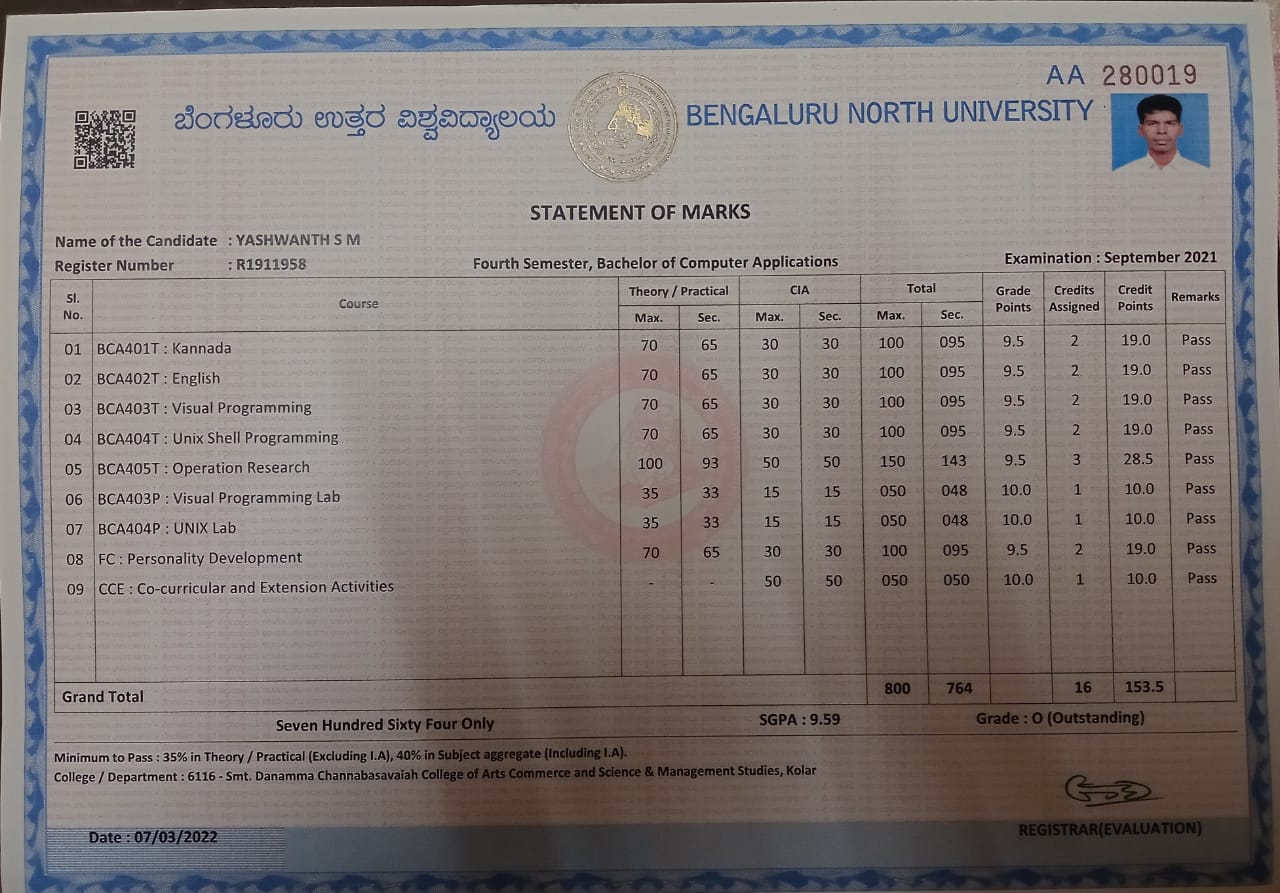 AA 280019
ಬೆಂಗಳೂರು ಉತ್ತರ ವಿಶ್ವವಿದ್ಯಾಲಯ BENGALURU NORTH UNIVERSITY
STATEMENT OF MARKS
Name of the Candidate : YASHWANTH S M
Register Number : R1911958 Fourth Semester, Bachelor of Computer Applications Examination : September 2021
Sl. No. Course Theory / Practical CIA Total Grade Points Credits Assigned Credit Points Remarks
Max. Sec. Max. Sec. Max. Sec.
01 BCA401T : Kannada 70 65 30 30 100 095 9.5 2 19.0 Pass
02 BCA402T : English 70 65 30 30 100 095 9.5 2 19.0 Pass
03 BCA403T : Visual Programming 70 65 30 30 100 095 9.5 2 19.0 Pass
04 BCA404T : Unix Shell Programming 70 65 30 30 100 095 9.5 2 19.0 Pass
05 BCA405T : Operation Research 100 93 50 50 150 143 9.5 3 28.5 Pass
06 BCA403P : Visual Programming Lab 35 33 15 15 050 048 10.0 1 10.0 Pass
07 BCA404P : UNIX Lab 35 33 15 15 050 048 10.0 1 10.0 Pass
08 FC : Personality Development 70 65 30 30 100 095 9.5 2 19.0 Pass
09 CCE : Co-curricular and Extension Activities - - 50 50 050 050 10.0 1 10.0 Pass
Grand Total 800 764 16 153.5
Seven Hundred Sixty Four Only SGPA : 9.59 Grade : O (Outstanding)
Minimum to Pass : 35% in Theory / Practical (Excluding I.A), 40% in Subject aggregate (Including I.A).
College / Department : 6116 - Smt. Danamma Channabasavaiah College of Arts Commerce and Science & Management Studies, Kolar
Date : 07/03/2022 REGISTRAR(EVALUATION)